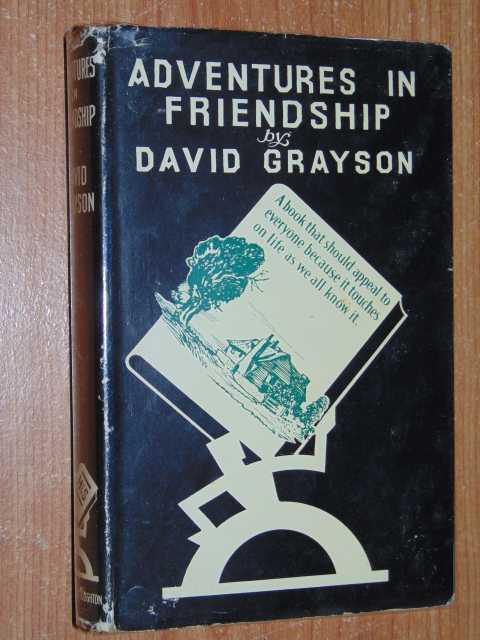 ADVENTURES IN
FRIENDSHIP
by
DAVID GRAYSON
A book that should appeal to
everyone because it touches
on life as we all know it.